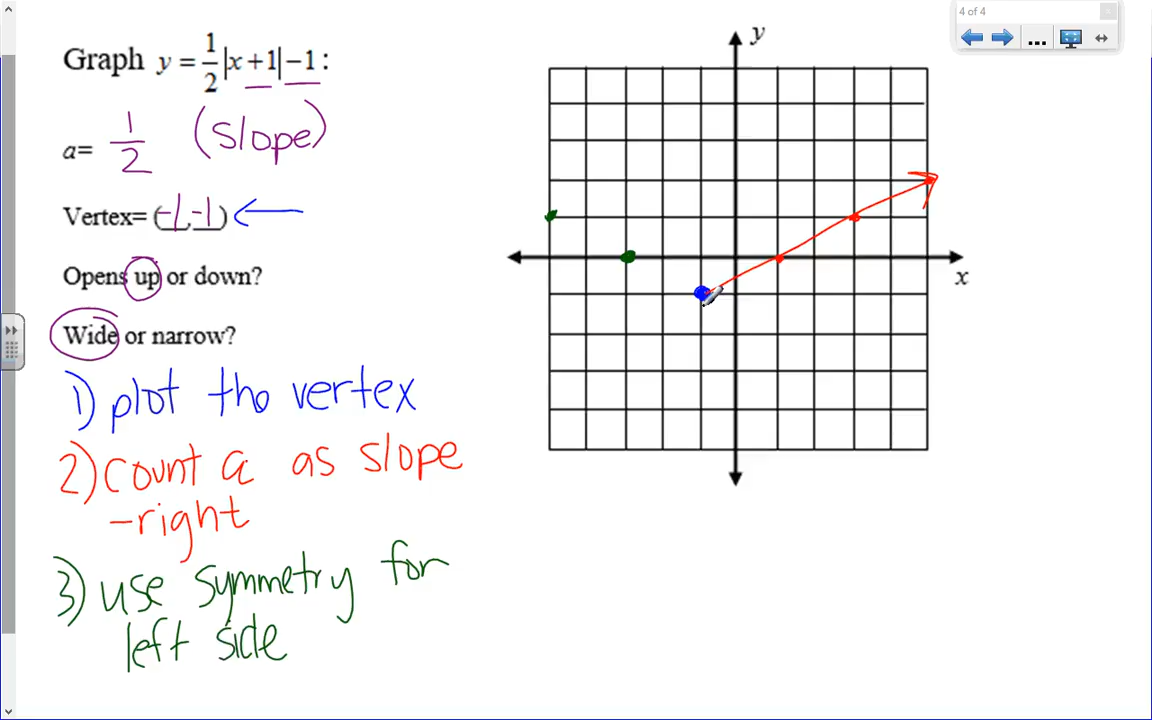 4 of 4
Graph y = 1/2 |x + 1| − 1 :
a= 1/2 (slope)
Vertex= (-1, -1)
Opens up or down?
Wide or narrow?
1) plot the vertex
2) count a as slope
-right
3) use symmetry for
left side
y
x
...